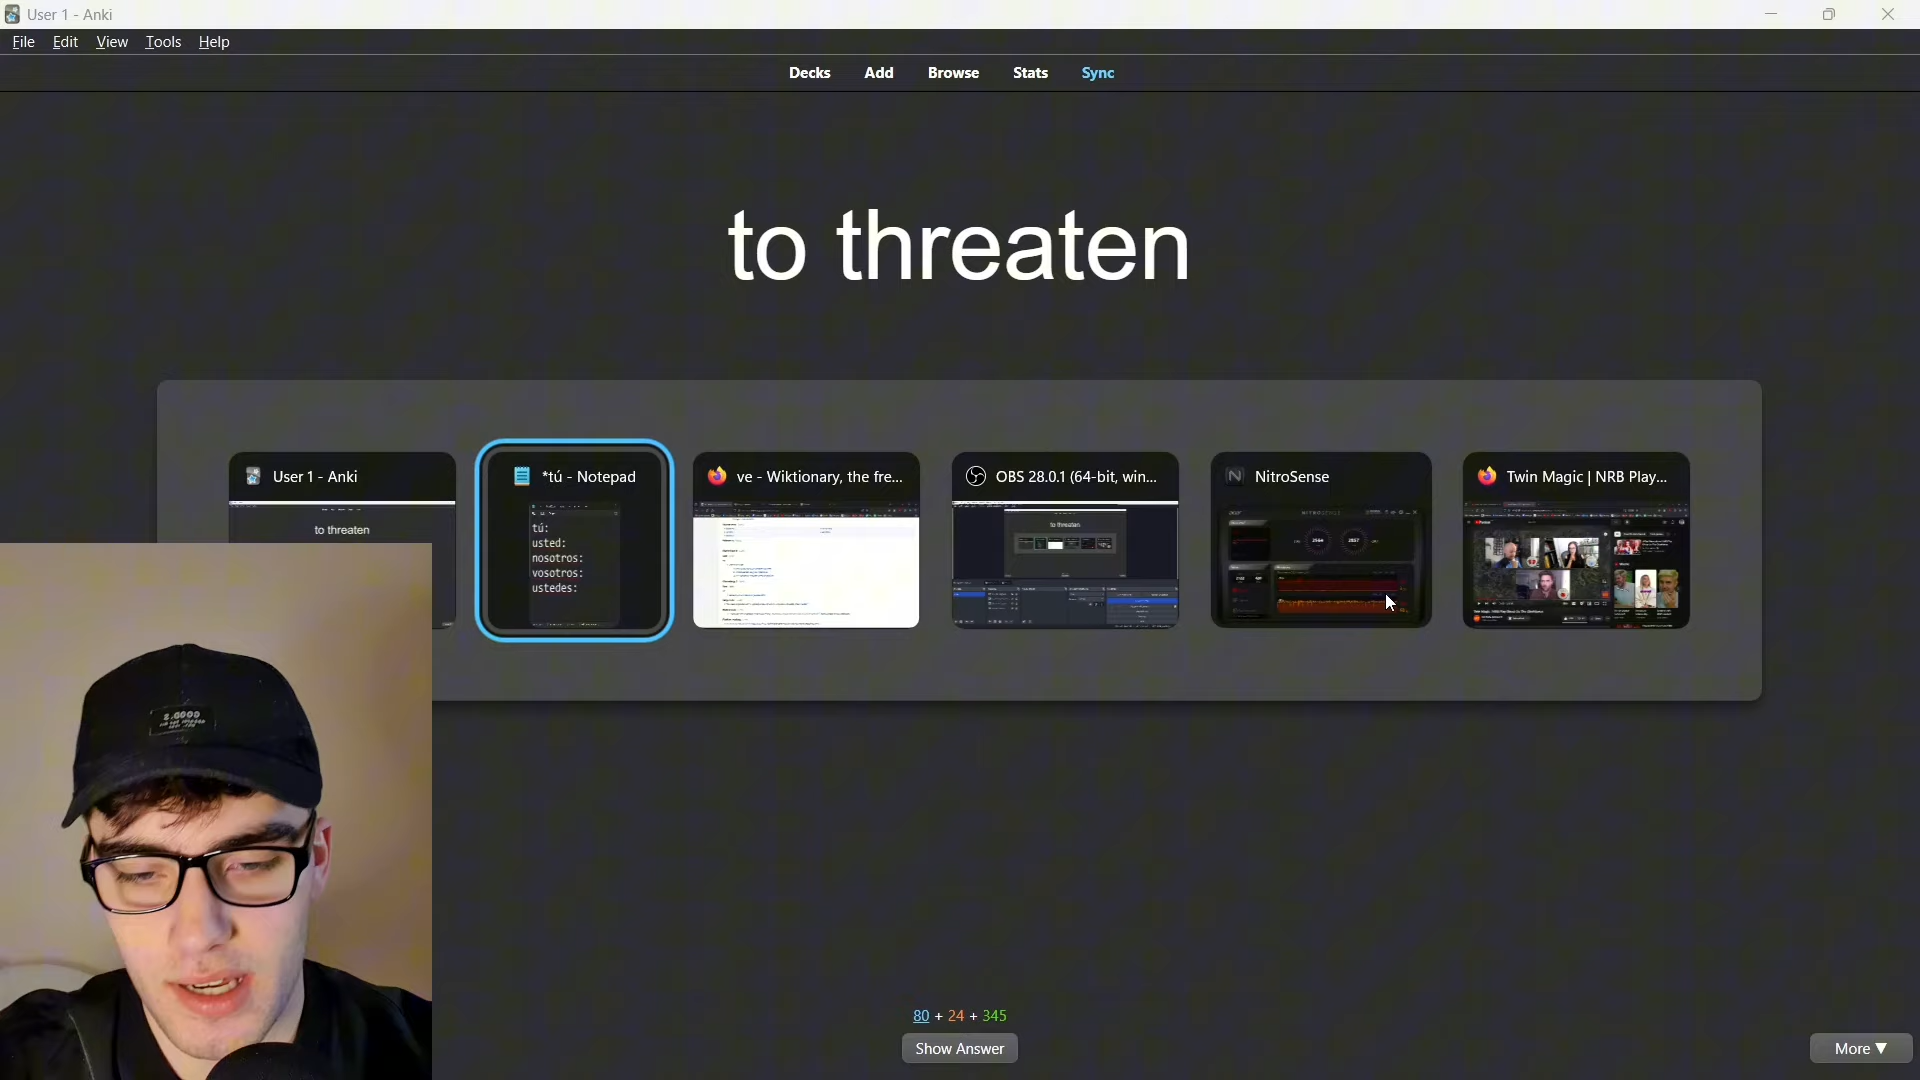 User 1 - Anki
File Edit View Tools Help
Decks Add Browse Stats Sync
to threaten
User 1 - Anki
to threaten
*tú - Notepad
tú:
usted:
nosotros:
vosotros:
ustedes:
ve - Wiktionary, the fre...
OBS 28.0.1 (64-bit, win...
to threaten
NitroSense
Twin Magic | NRB Play...
80 + 24 + 345
Show Answer
More ▼